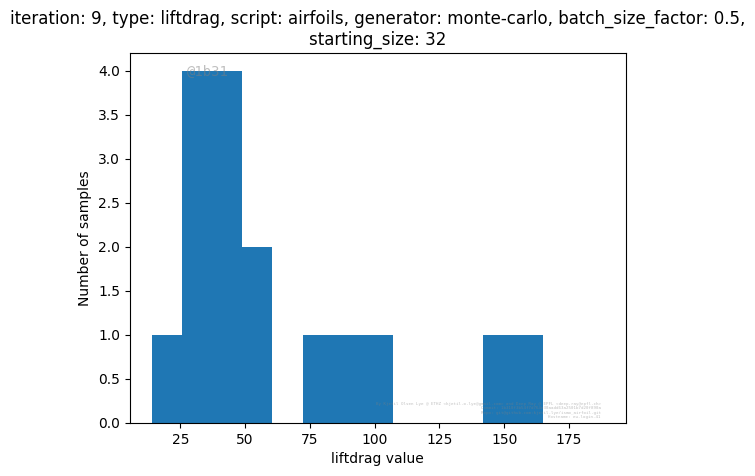 iteration: 9, type: liftdrag, script: airfoils, generator: monte-carlo, batch_size_factor: 0.5,
starting_size: 32
4.0
@1b31
3.5
3.0
2.5
2.0
1.5
1.0
0.5
0.0
Number of samples
25 50 75 100 125 150 175
liftdrag value